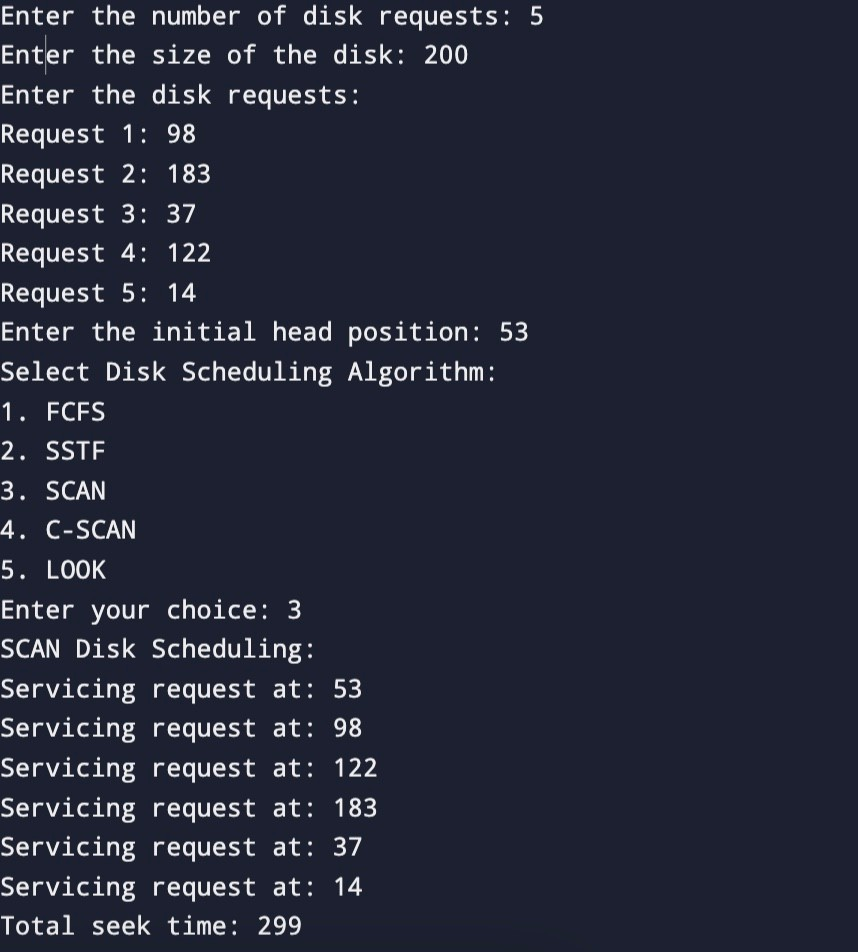 Enter the number of disk requests: 5
Enter the size of the disk: 200
Enter the disk requests:
Request 1: 98
Request 2: 183
Request 3: 37
Request 4: 122
Request 5: 14
Enter the initial head position: 53
Select Disk Scheduling Algorithm:
1. FCFS
2. SSTF
3. SCAN
4. C-SCAN
5. LOOK
Enter your choice: 3
SCAN Disk Scheduling:
Servicing request at: 53
Servicing request at: 98
Servicing request at: 122
Servicing request at: 183
Servicing request at: 37
Servicing request at: 14
Total seek time: 299